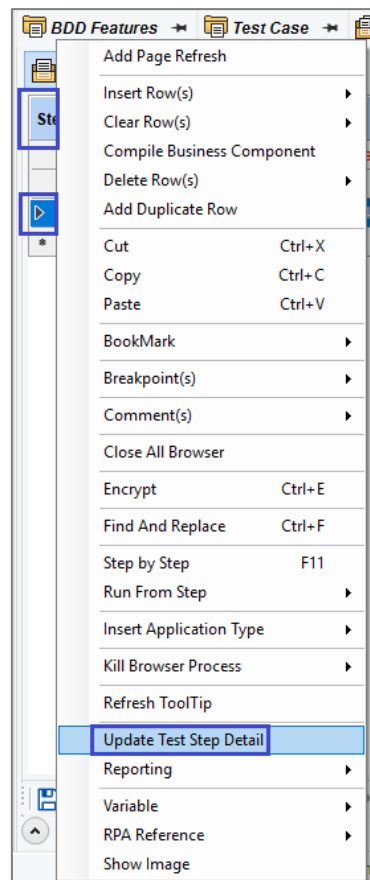 BDD Features Test Case
Add Page Refresh
Insert Row(s)
Ste
Clear Row(s)
Compile Business Component
Delete Row(s)
Add Duplicate Row
*
Cut Ctrl+X
Copy Ctrl+C
Paste Ctrl+V
BookMark
Breakpoint(s)
Comment(s)
Close All Browser
Encrypt Ctrl+E
Find And Replace Ctrl+F
Step by Step F11
Run From Step
Insert Application Type
Kill Browser Process
Refresh ToolTip
Update Test Step Detail
Reporting
Variable
RPA Reference
Show Image